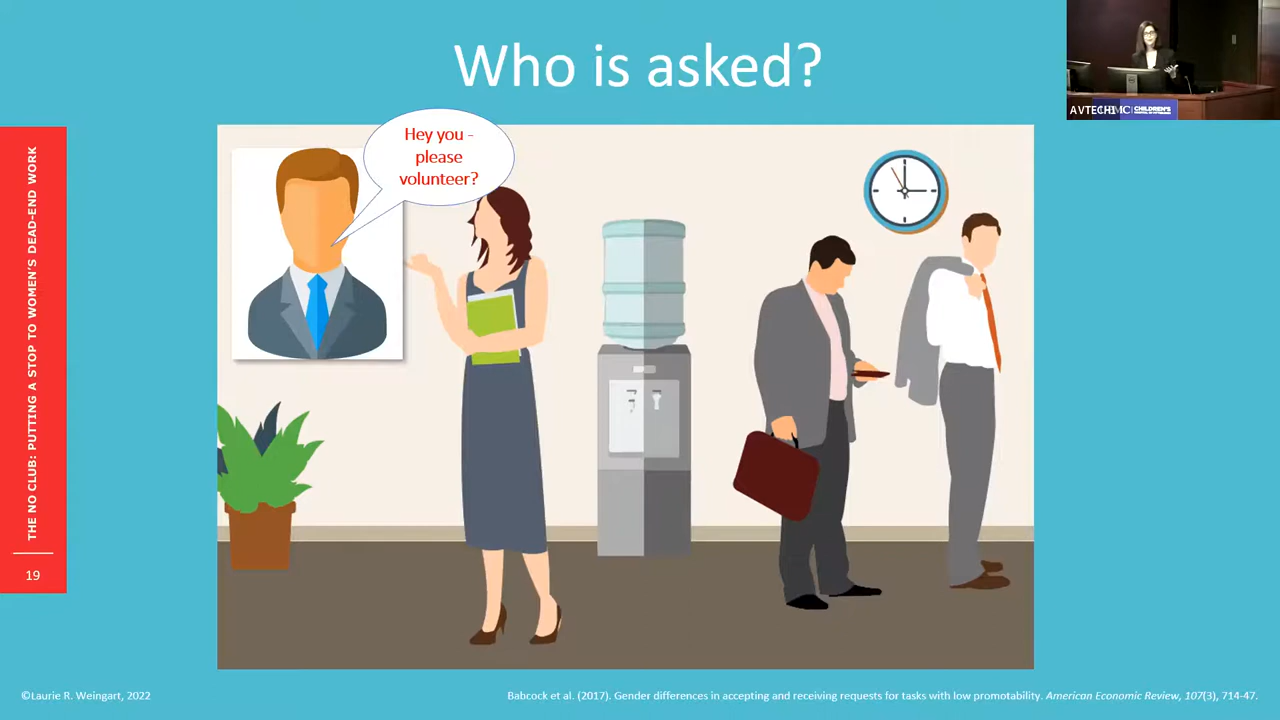 Who is asked?
Hey you -
please
volunteer?
THE NO CLUB: PUTTING A STOP TO WOMEN'S DEAD-END WORK
19
AVTECH1
CHILDREN'S
©Laurie R. Weingart, 2022
Babcock et al. (2017). Gender differences in accepting and receiving requests for tasks with low promotability. American Economic Review, 107(3), 714-47.